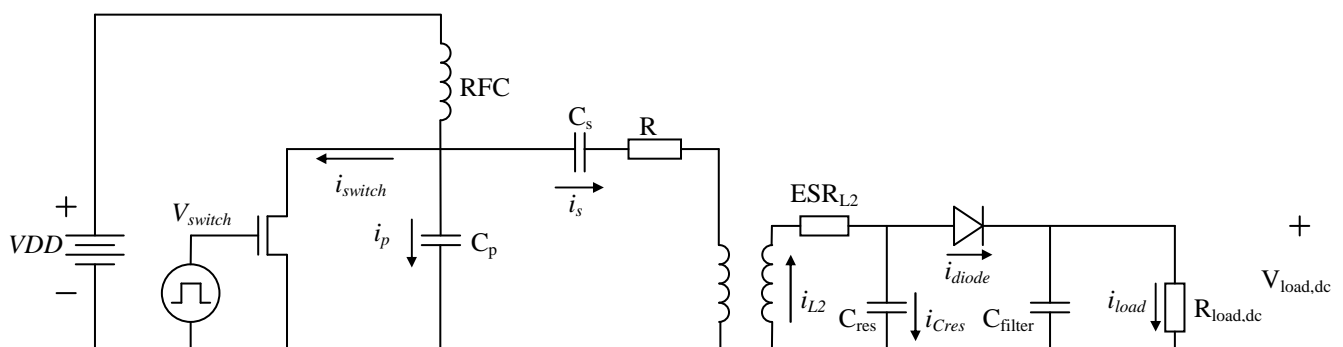 RFC
C_s
R
i_switch
i_s
ESR_L2
+
V_switch
+
VDD
i_p
C_p
i_diode
V_load,dc
−
i_L2
C_res
i_Cres
C_filter
i_load
R_load,dc